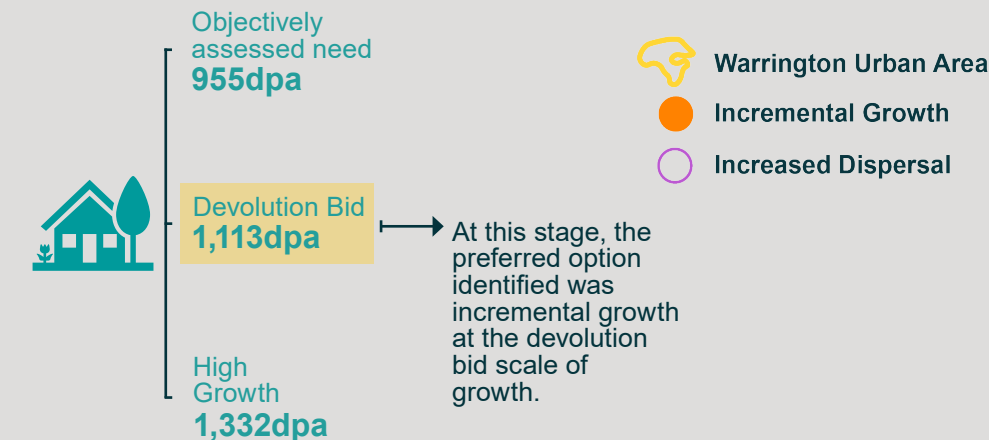 Objectively
assessed need
955dpa
Devolution Bid
1,113dpa
High
Growth
1,332dpa
At this stage, the
preferred option
identified was
incremental growth
at the devolution
bid scale of
growth.
Warrington Urban Area
Incremental Growth
Increased Dispersal